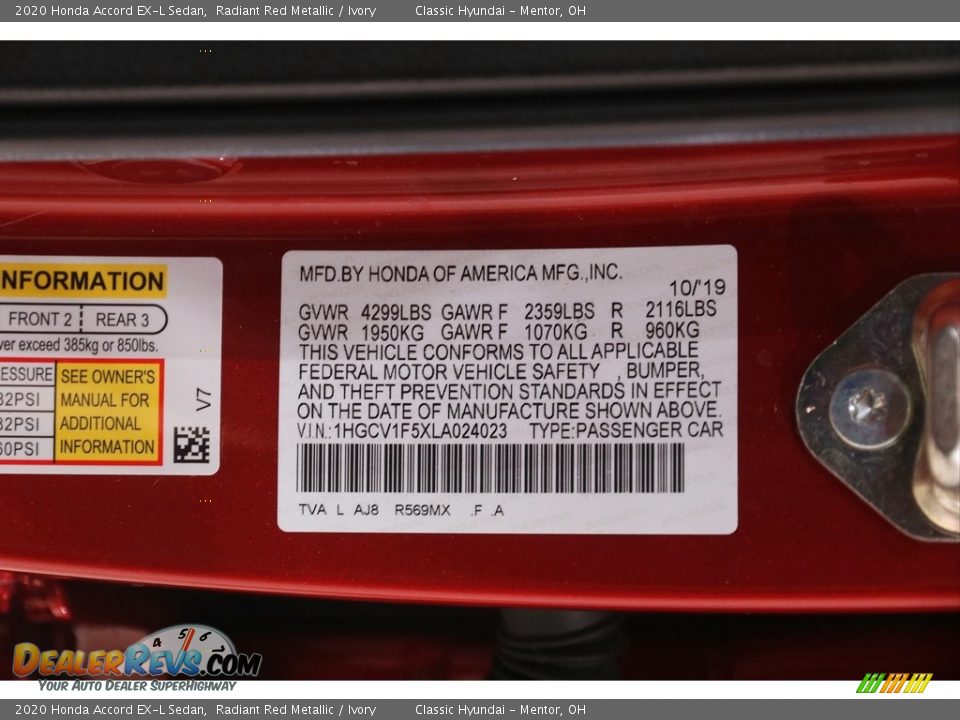 2020 Honda Accord EX-L Sedan, Radiant Red Metallic / Ivory Classic Hyundai - Mentor, OH
NFORMATION
FRONT 2 REAR 3
ver exceed 385kg or 850lbs.
ESSURE
32PSI
32PSI
60PSI
SEE OWNER'S
MANUAL FOR
ADDITIONAL
INFORMATION
V7
MFD.BY HONDA OF AMERICA MFG.,INC.
10/'19
GVWR 4299LBS GAWR F 2359LBS R 2116LBS
GVWR 1950KG GAWR F 1070KG R 960KG
THIS VEHICLE CONFORMS TO ALL APPLICABLE
FEDERAL MOTOR VEHICLE SAFETY , BUMPER,
AND THEFT PREVENTION STANDARDS IN EFFECT
ON THE DATE OF MANUFACTURE SHOWN ABOVE.
V.I.N.:1HGCV1F5XLA024023 TYPE:PASSENGER CAR
TVA L AJ8 R569MX .F .A
4 5 6
DEALERREVS.COM
YOUR AUTO DEALER SUPERHIGHWAY
2020 Honda Accord EX-L Sedan, Radiant Red Metallic / Ivory Classic Hyundai - Mentor, OH